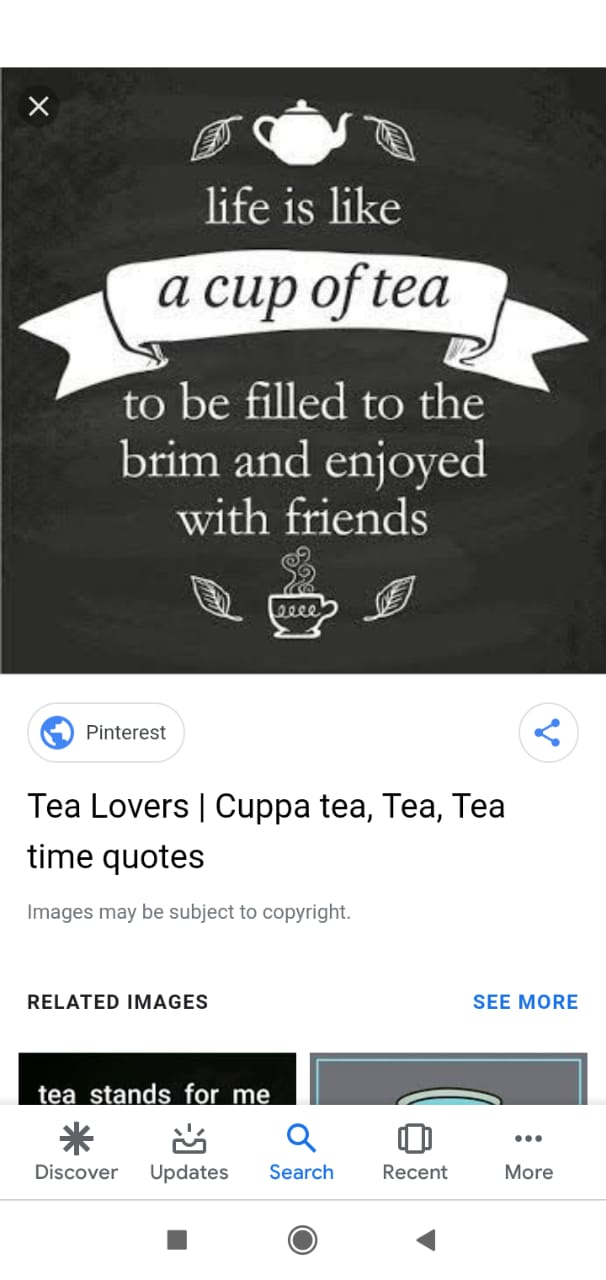 life is like
a cup of tea
to be filled to the
brim and enjoyed
with friends
Pinterest
Tea Lovers | Cuppa tea, Tea, Tea
time quotes
Images may be subject to copyright.
RELATED IMAGES SEE MORE
tea stands for me
Discover Updates Search Recent More